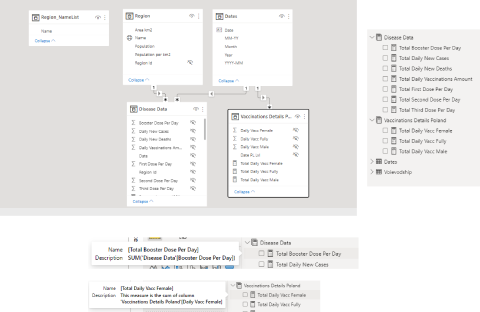 Region_NameList
Name
Collapse
Region
Area km2
Name
Population
Population per km2
Region Id
Collapse
Dates
Date
MM-YY
Month
Year
YYYY-MM
Collapse
Disease Data
Booster Dose Per Day
Daily New Cases
Daily New Deaths
Daily Vaccinations Am...
Date
First Dose Per Day
Region Id
Second Dose Per Day
Third Dose Per Day
Collapse
Vaccinations Details P...
Daily Vacc Female
Daily Vacc Fully
Daily Vacc Male
Total Daily Vacc Female
Total Daily Vacc Fully
Total Daily Vacc Male
Collapse
Disease Data
Total Booster Dose Per Day
Total Daily New Cases
Total Daily New Deaths
Total Daily Vaccinations Amount
Total First Dose Per Day
Total Second Dose Per Day
Total Third Dose Per Day
Vaccinations Details Poland
Total Daily Vacc Female
Total Daily Vacc Fully
Total Daily Vacc Male
Dates
Voievodship
Name [Total Booster Dose Per Day]
Description SUM('Disease Data'[Booster Dose Per Day])
Disease Data
Total Booster Dose Per Day
Total Daily New Cases
Name [Total Daily Vacc Female]
Description This measure is the sum of column
'Vaccinations Details Poland'[Daily Vacc Female]
Vaccinations Details Poland
Total Daily Vacc Female
Total Daily Vacc Fully